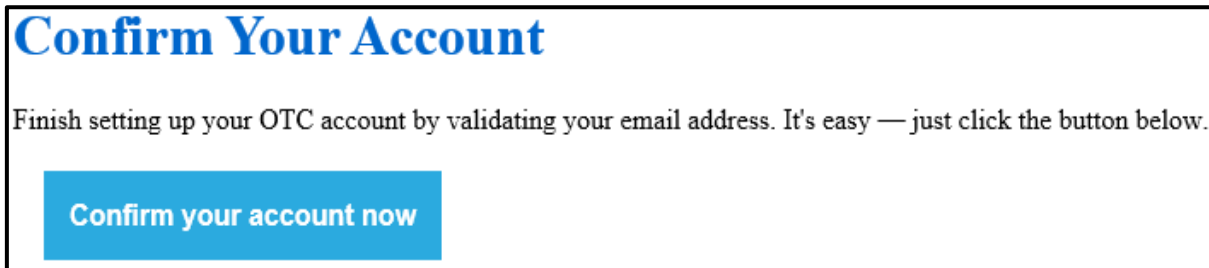 Confirm Your Account
Finish setting up your OTC account by validating your email address. It's easy — just click the button below.
Confirm your account now